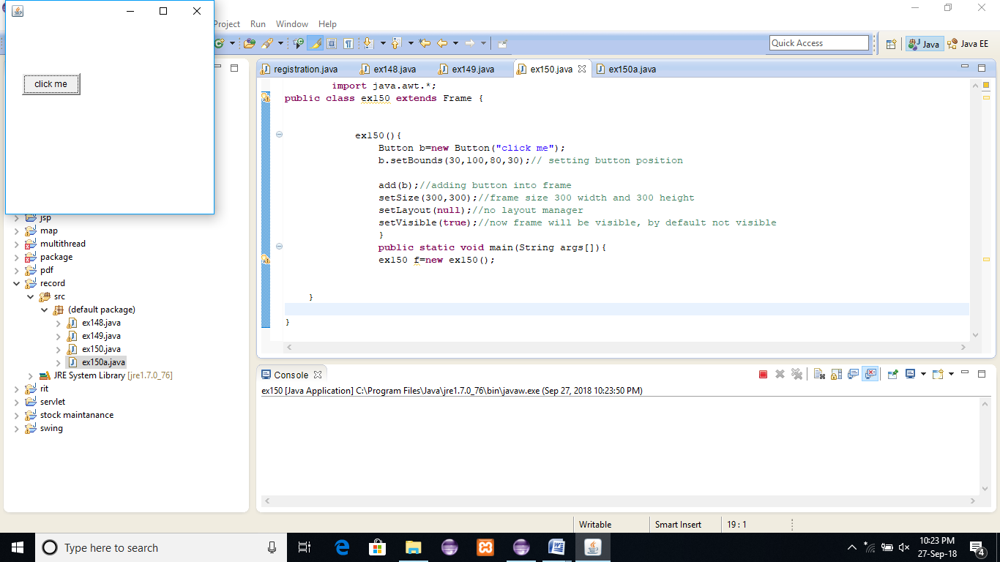 Project Run Window Help
Quick Access
Java
Java EE
click me
registration.java
ex148.java
ex149.java
ex150.java
ex150a.java
import java.awt.*;
public class ex150 extends Frame {
ex150(){
Button b=new Button("click me");
b.setBounds(30,100,80,30);// setting button position
add(b);//adding button into frame
setSize(300,300);//frame size 300 width and 300 height
setLayout(null);//no layout manager
setVisible(true);//now frame will be visible, by default not visible
}
public static void main(String args[]){
ex150 f=new ex150();
}
}
jsp
map
multithread
package
pdf
record
src
(default package)
ex148.java
ex149.java
ex150.java
ex150a.java
JRE System Library [jre1.7.0_76]
rit
servlet
stock maintanance
swing
Console
ex150 [Java Application] C:\Program Files\Java\jre1.7.0_76\bin\javaw.exe (Sep 27, 2018 10:23:50 PM)
Writable
Smart Insert
19 : 1
Type here to search
10:23 PM
27-Sep-18
4